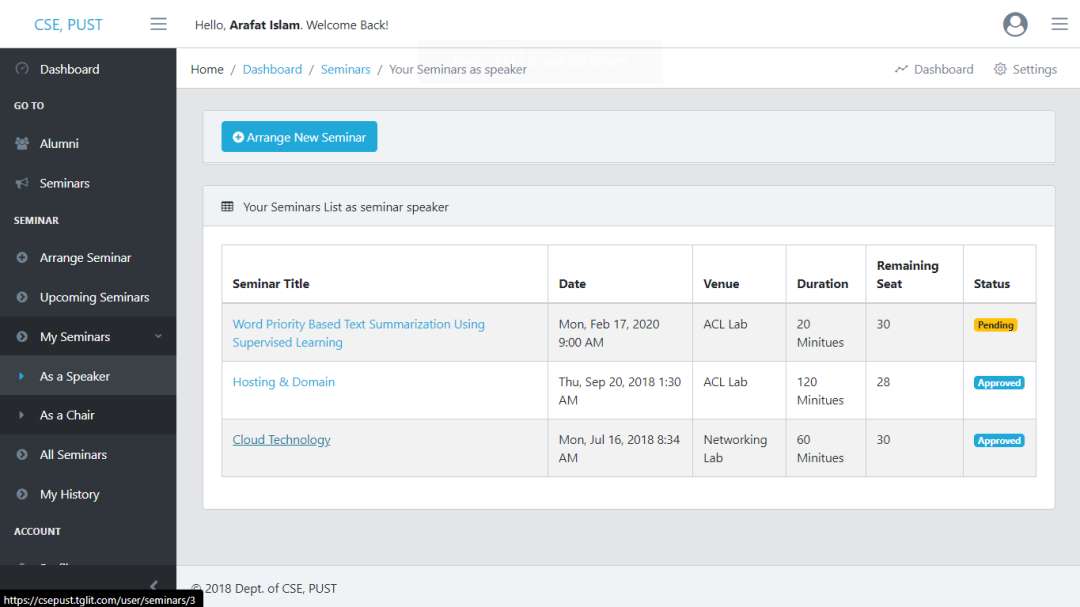 CSE, PUST
Hello, Arafat Islam. Welcome Back!
Dashboard
GO TO
Alumni
Seminars
SEMINAR
Arrange Seminar
Upcoming Seminars
My Seminars
As a Speaker
As a Chair
All Seminars
My History
ACCOUNT
https://csepust.tglit.com/user/seminars/3
Home / Dashboard / Seminars / Your Seminars as speaker
Dashboard Settings
Arrange New Seminar
Your Seminars List as seminar speaker
Seminar Title Date Venue Duration Remaining Seat Status
Word Priority Based Text Summarization Using
Supervised Learning
Mon, Feb 17, 2020
9:00 AM
ACL Lab
20
Minitues
30
Pending
Hosting & Domain
Thu, Sep 20, 2018 1:30
AM
ACL Lab
120
Minitues
28
Approved
Cloud Technology
Mon, Jul 16, 2018 8:34
AM
Networking
Lab
60
Minitues
30
Approved
© 2018 Dept. of CSE, PUST